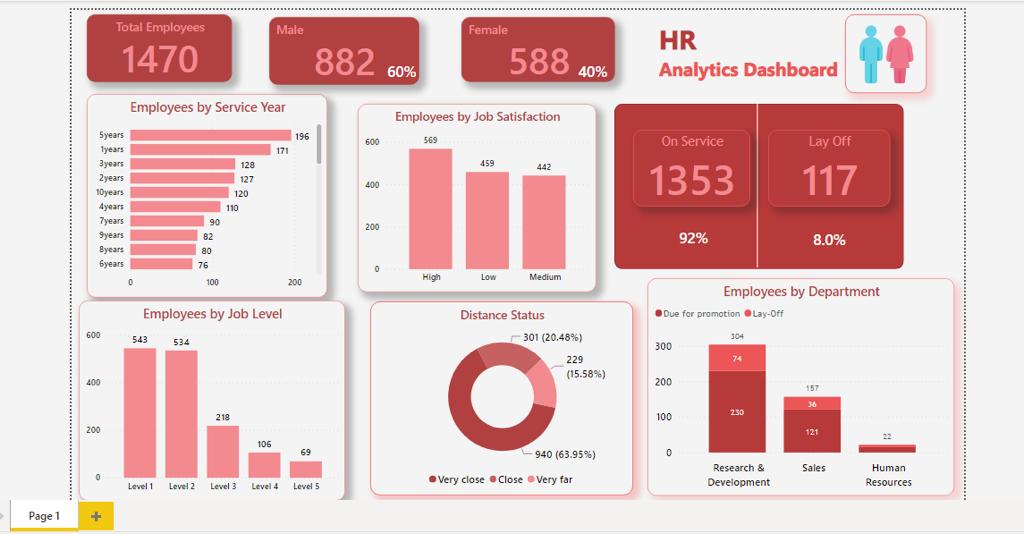 Total Employees
1470
Male
882 60%
Female
588 40%
HR
Analytics Dashboard
Employees by Service Year
5years 196
1years 171
3years 128
2years 127
10years 120
4years 110
7years 90
9years 82
8years 80
6years 76
0 100 200
Employees by Job Satisfaction
600
400
200
0
569
459
442
High Low Medium
On Service
1353
92%
Lay Off
117
8.0%
Employees by Job Level
600
400
200
0
543
534
218
106
69
Level 1 Level 2 Level 3 Level 4 Level 5
Distance Status
301 (20.48%)
229
(15.58%)
940 (63.95%)
Very close Close Very far
Employees by Department
Due for promotion Lay-Off
300
200
100
0
304
74
230
157
36
121
22
Research &
Development
Sales
Human
Resources
Page 1
+